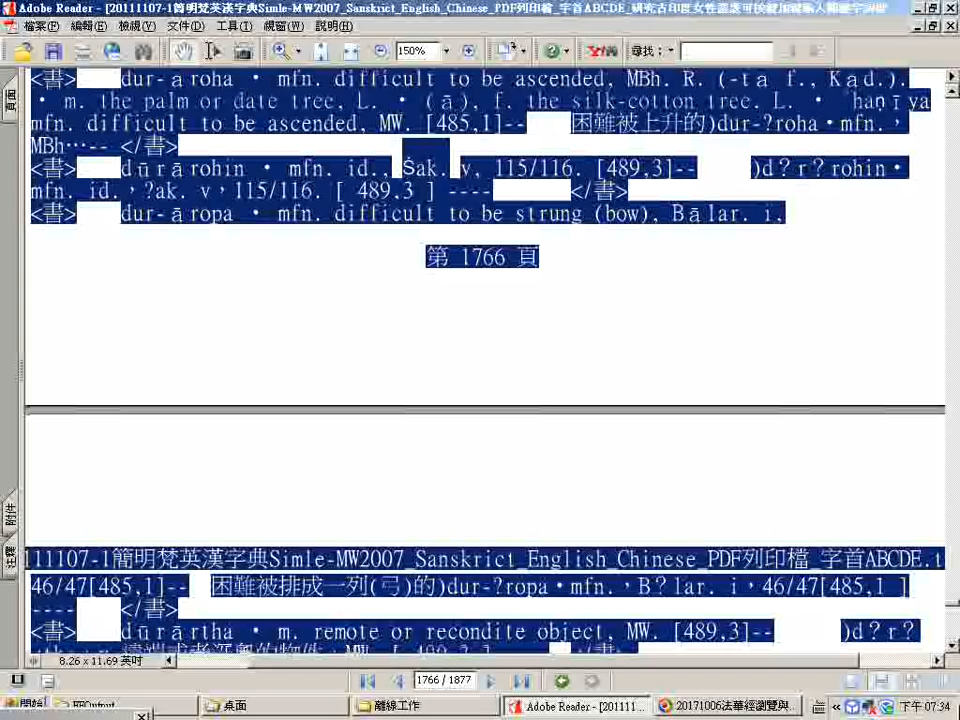 Adobe Reader - [20111107-1簡明梵英漢字典Simle-MW2007_Sanskrict_English_Chinese_PDF列印檔_字首ABCDE_研究古印度女性
檔案(F) 編輯(E) 檢視(V) 文件(D) 工具(T) 視窗(W) 說明(H)
150% 尋找:
頁面
<書> dur-āroha • mfn. difficult to be ascended, MBh. R. (-tā f., Kād.).
• m. the palm or date tree, L. • (ā), f. the silk-cotton tree. L. • haṇīya
mfn. difficult to be ascended, MW. [485,1]-- 困難被上升的)dur-?roha•mfn.,
MBh…-- </書>
<書> dūrārohin • mfn. id., Śak. v, 115/116. [489,3]-- )d?r?rohin•
mfn. id.,?ak. v,115/116. [ 489,3 ] ---- </書>
<書> dur-āropa • mfn. difficult to be strung (bow), Bālar. i,
第 1766 頁
附件
注釋
111107-1簡明梵英漢字典Simle-MW2007_Sanskrict_English_Chinese_PDF列印檔_字首ABCDE.t
46/47[485,1]-- 困難被排成一列(弓)的)dur-?ropa•mfn.,B?lar. i,46/47[485,1 ]
---- </書>
<書> dūrārtha • m. remote or recondite object, MW. [489,3]-- )d?r?
8.26 x 11.69 英吋
1766 / 1877
開始 桌面 離線工作 Adobe Reader - [201111... 20171006法華經瀏覽與... 下午 07:34